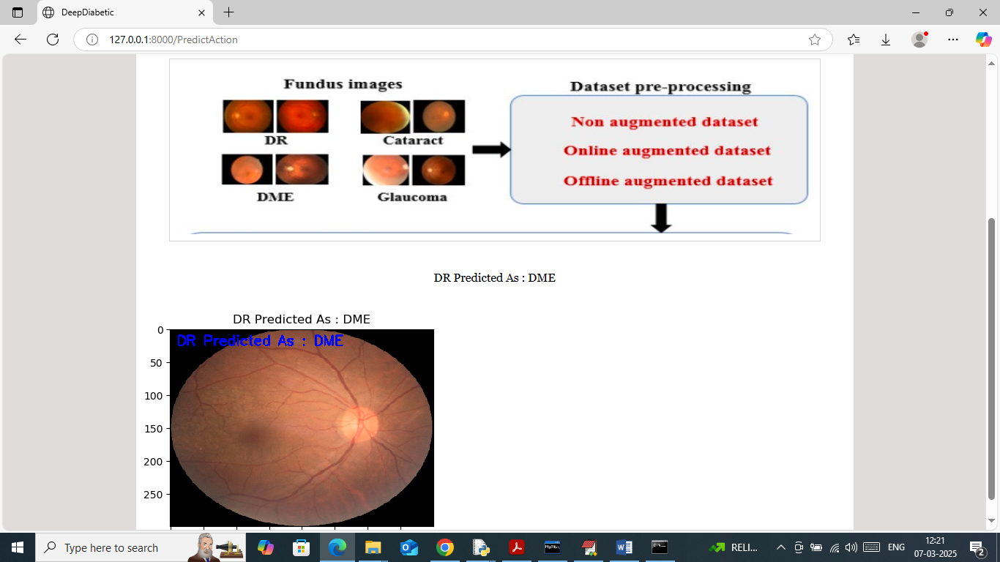 DeepDiabetic
127.0.0.1:8000/PredictAction
Fundus images
Dataset pre-processing
DR
Cataract
DME
Glaucoma
Non augmented dataset
Online augmented dataset
Offline augmented dataset
DR Predicted As : DME
DR Predicted As : DME
0
DR Predicted As : DME
50
100
150
200
250
Type here to search
RELI...
ENG
12:21
07-03-2025
2